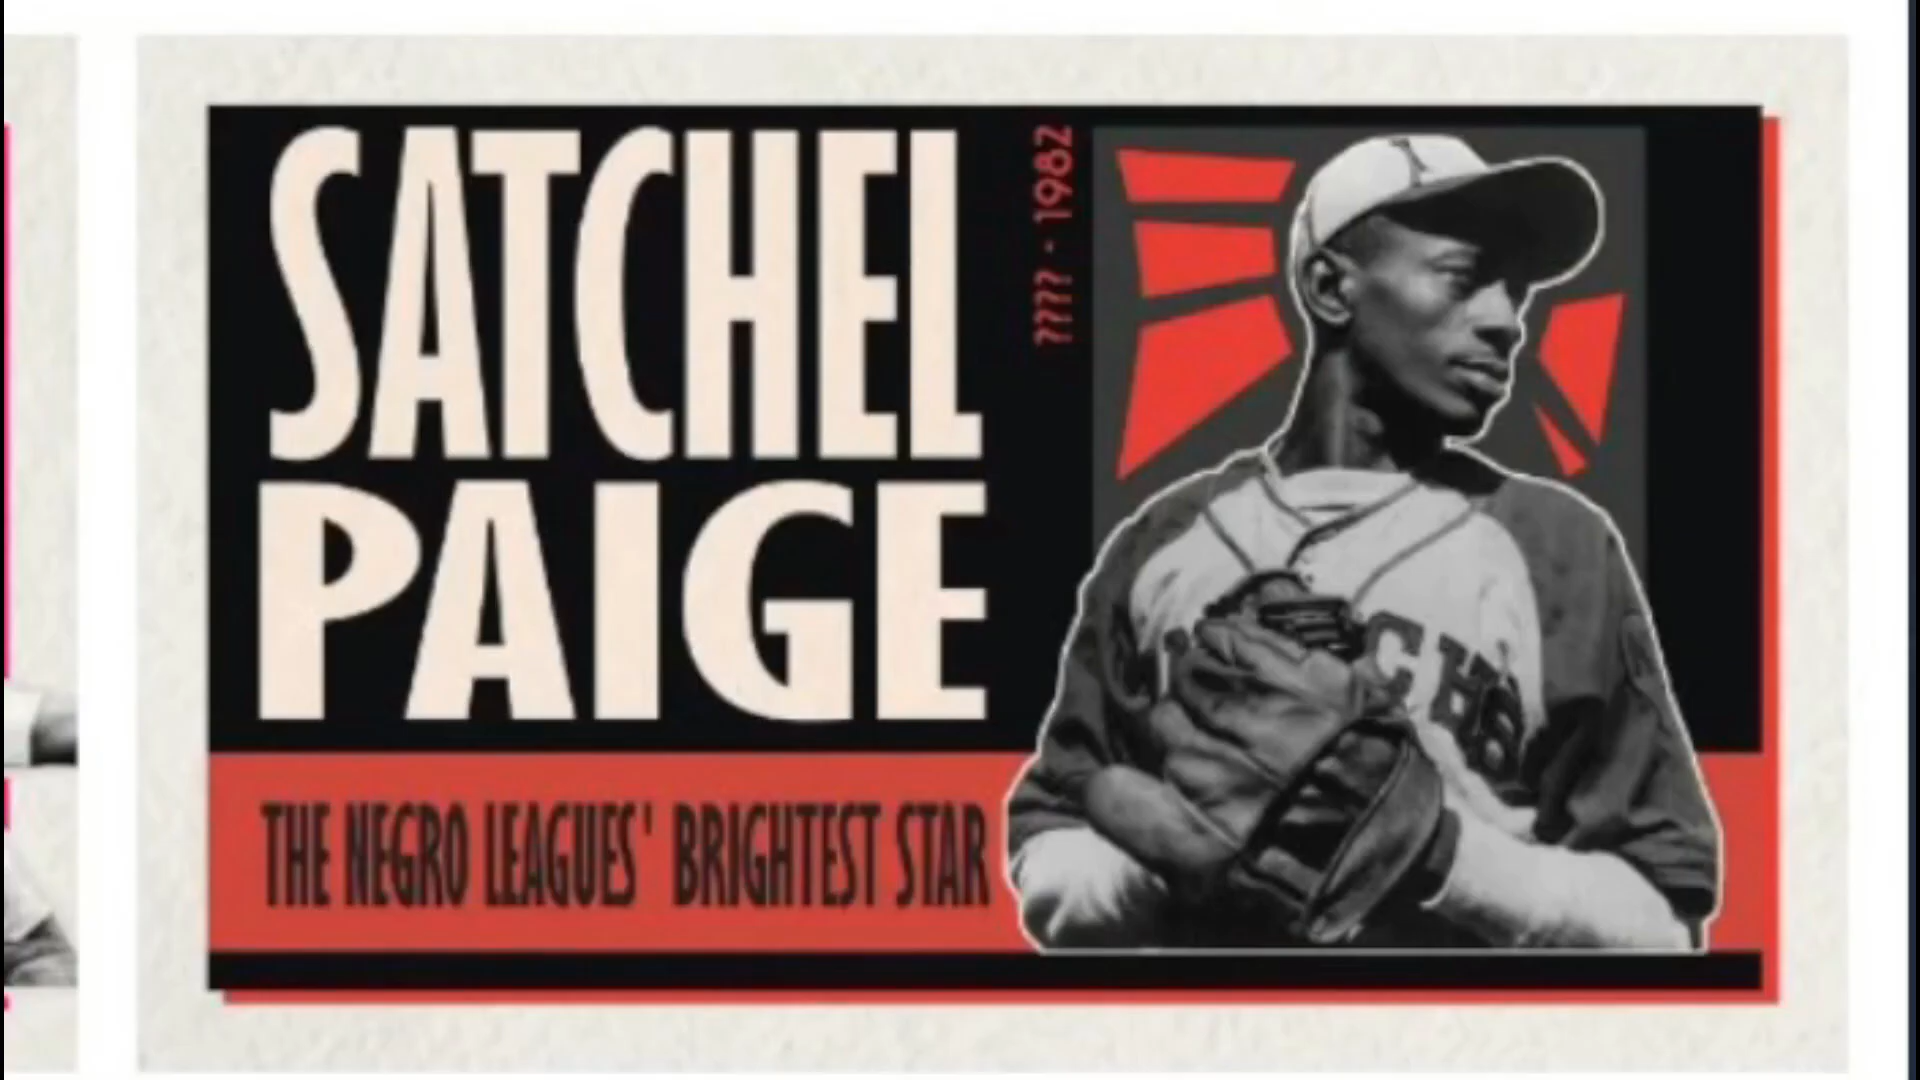 SATCHEL
PAIGE
???? - 1982
THE NEGRO LEAGUES' BRIGHTEST STAR